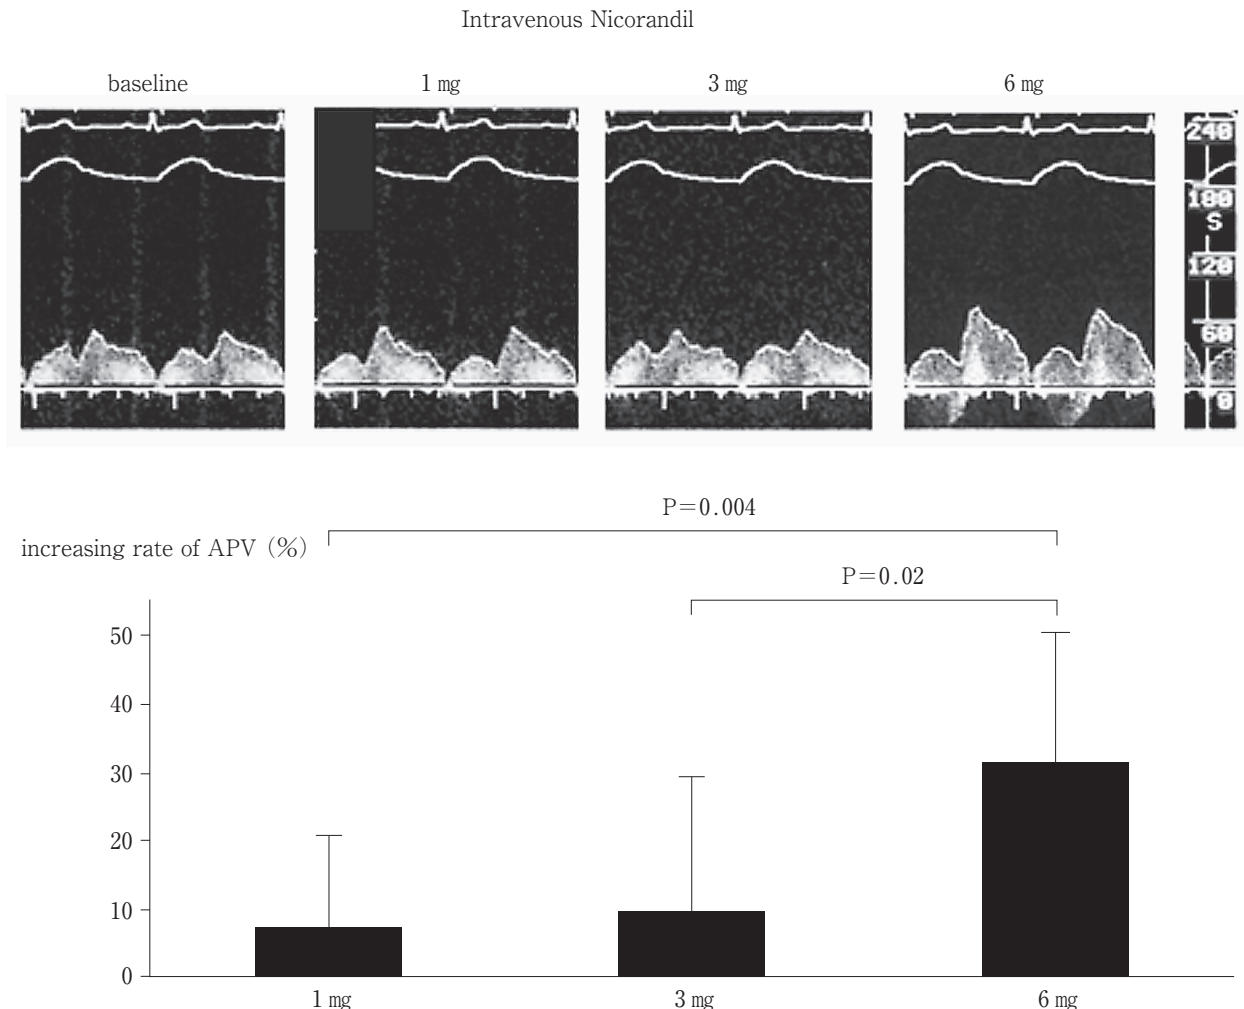 Intravenous Nicorandil
baseline 1 mg 3 mg 6 mg
240
180
S
120
60
0
P=0.004
increasing rate of APV (%)
P=0.02
50
40
30
20
10
0
1 mg 3 mg 6 mg